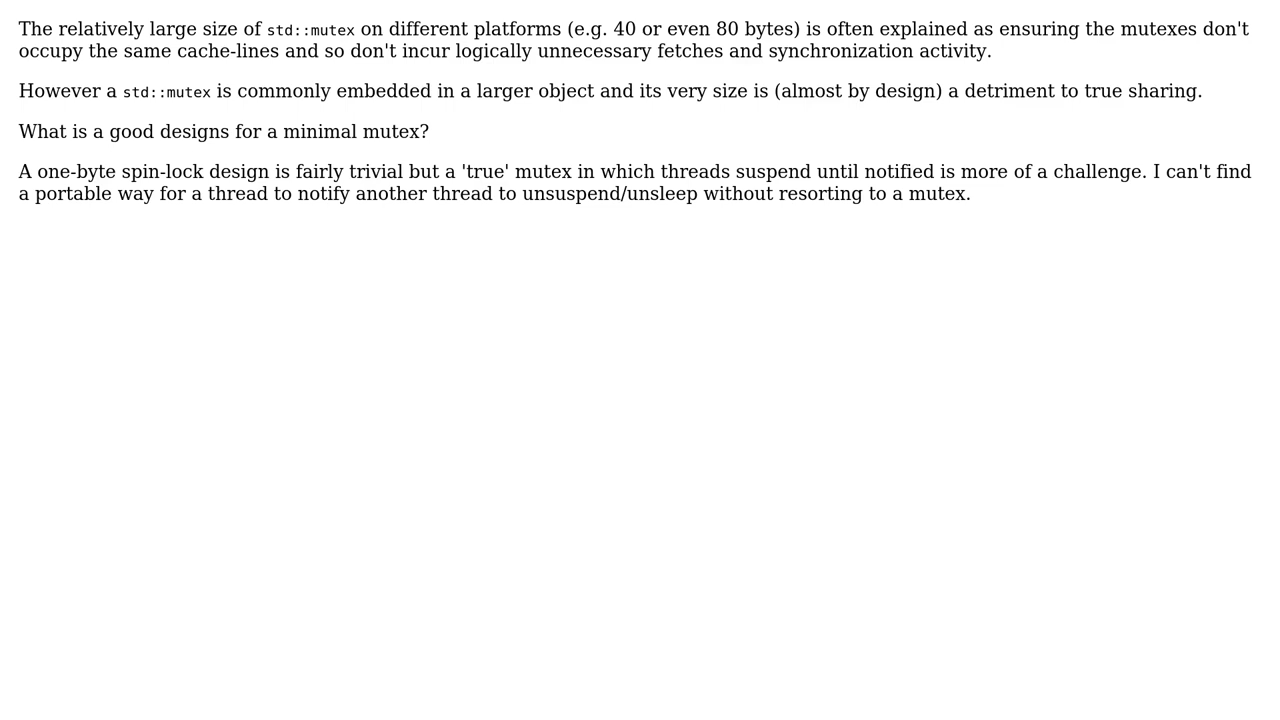 The relatively large size of std::mutex on different platforms (e.g. 40 or even 80 bytes) is often explained as ensuring the mutexes don't
occupy the same cache-lines and so don't incur logically unnecessary fetches and synchronization activity.
However a std::mutex is commonly embedded in a larger object and its very size is (almost by design) a detriment to true sharing.
What is a good designs for a minimal mutex?
A one-byte spin-lock design is fairly trivial but a 'true' mutex in which threads suspend until notified is more of a challenge. I can't find
a portable way for a thread to notify another thread to unsuspend/unsleep without resorting to a mutex.